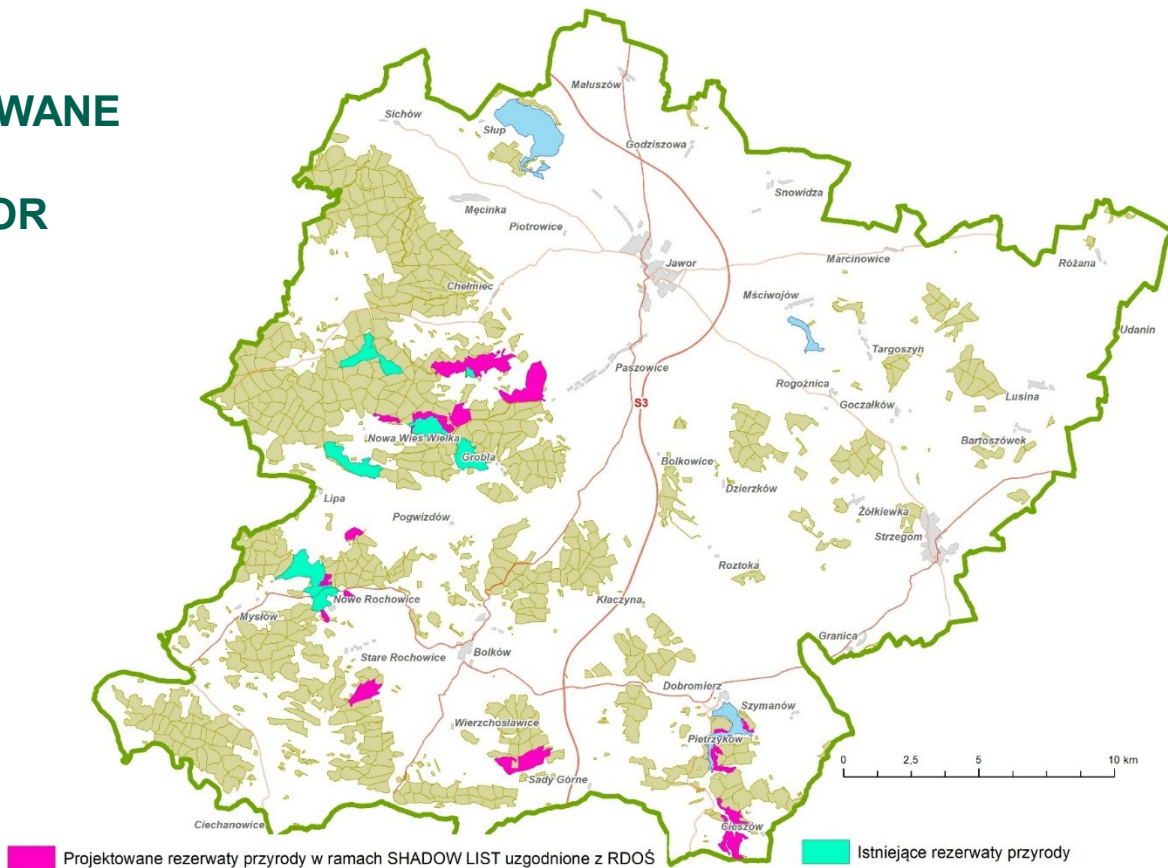 WANE
OR
Małuszów
Sichów
Słup
Godziszowa
Snowidza
Męcinka
Piotrowice
Jawor
Marcinowice
Różana
Chełmiec
Mściwojów
Udanin
Targoszyn
Paszowice
Rogoźnica
S3
Goczałków
Lusina
Nowa Wieś Wielka
Bartoszówek
Grobla
Bolkowice
Dzierzków
Lipa
Żółkiewka
Pogwizdów
Strzegom
Roztoka
Nowe Rochowice
Kłaczyna
Mysłów
Granica
Stare Rochowice
Bolków
Dobromierz
Szymanów
Wierzchosławice
Pietrzyków
0 2.5 5 10 km
Sady Górne
Ciechanowice
Cieszów
Projektowane rezerwaty przyrody w ramach SHADOW LIST uzgodnione z RDOŚ
Istniejące rezerwaty przyrody